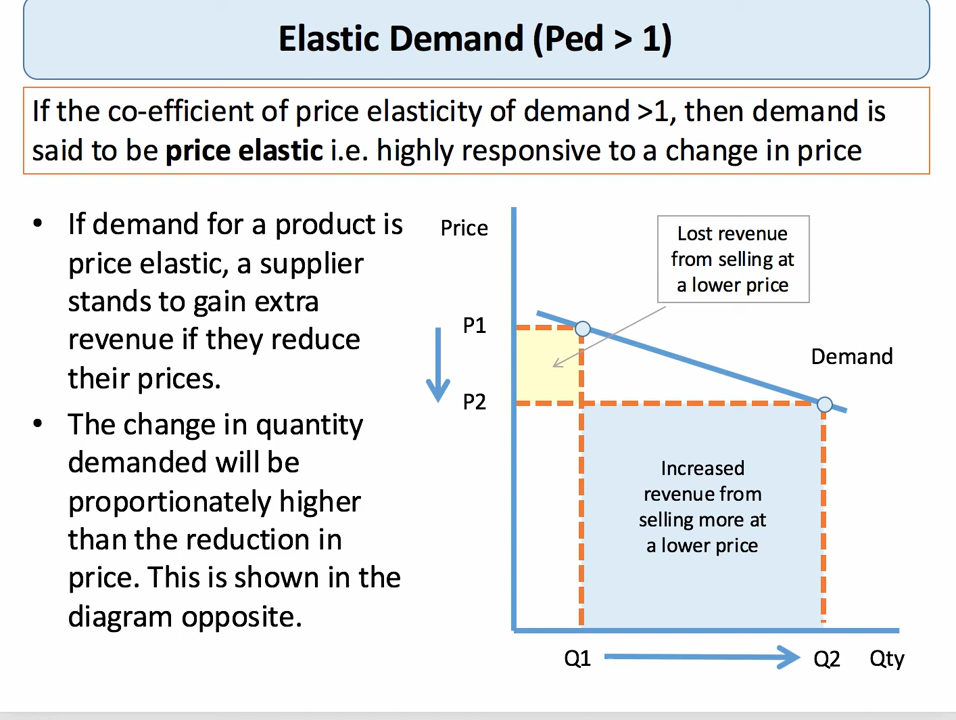 Elastic Demand (Ped > 1)
If the co-efficient of price elasticity of demand >1, then demand is
said to be price elastic i.e. highly responsive to a change in price
• If demand for a product is
price elastic, a supplier
stands to gain extra
revenue if they reduce
their prices.
• The change in quantity
demanded will be
proportionately higher
than the reduction in
price. This is shown in the
diagram opposite.
Price
Lost revenue
from selling at
a lower price
P1
Demand
P2
Increased
revenue from
selling more at
a lower price
Q1
Q2
Qty